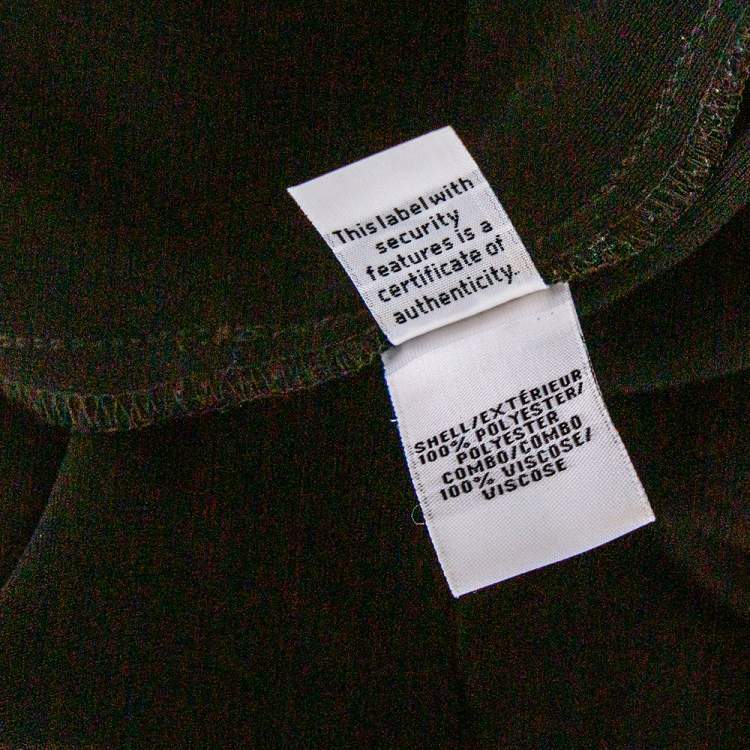 This label with
security
features is a
certificate of
authenticity.
SHELL/EXTÉRIEUR
100% POLYESTER/
POLYESTER
COMBO/COMBO
100% VISCOSE/
VISCOSE